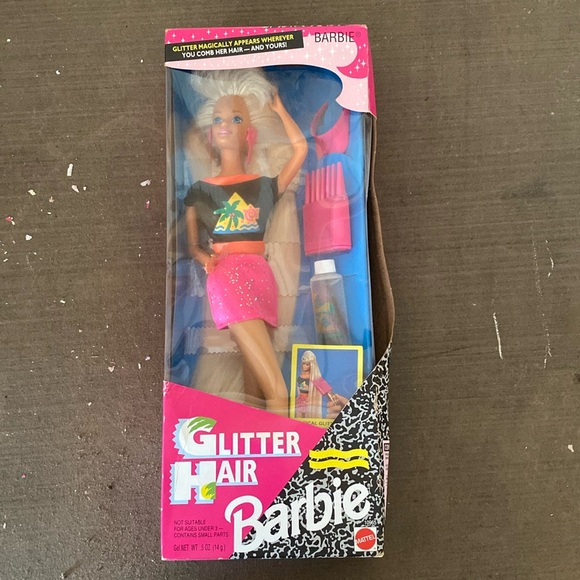 GLITTER MAGICALLY APPEARS WHEREVER
YOU COMB HER HAIR — AND YOURS!
BARBIE®
GLITTER
HAIR
Barbie
NOT SUITABLE
FOR AGES UNDER 3 —
CONTAINS SMALL PARTS
Gel NET WT. .5 OZ. (14 g)
MATTEL